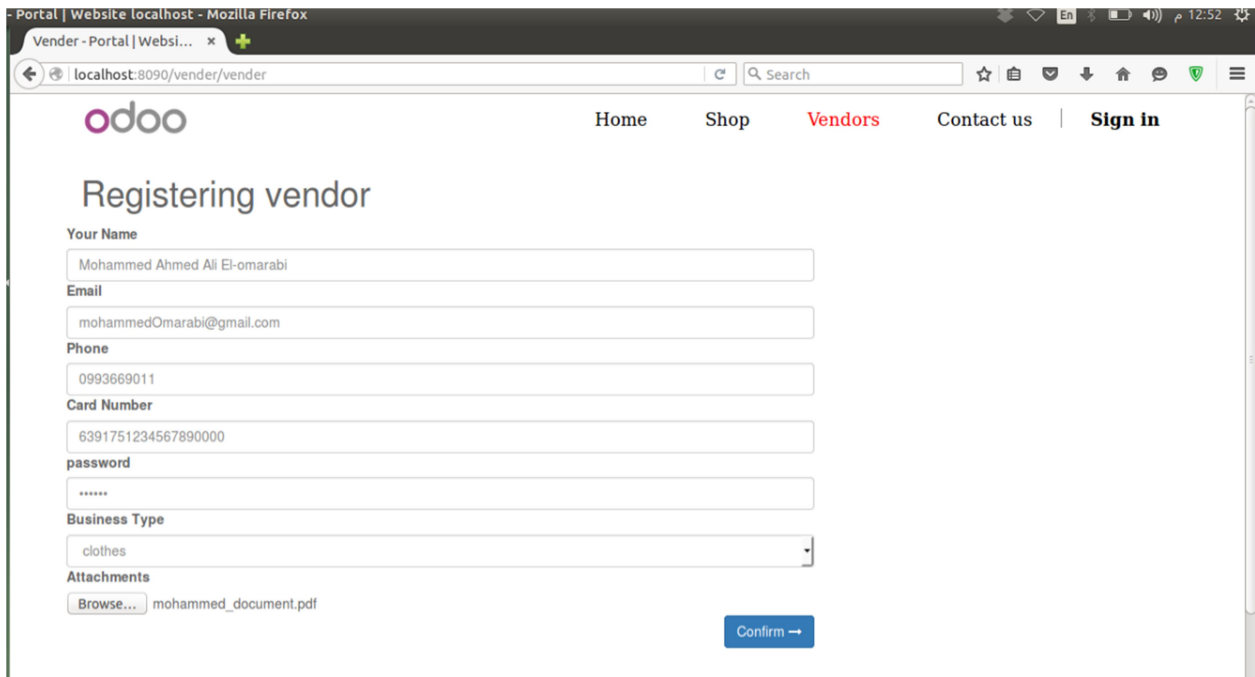 - Portal | Website localhost - Mozilla Firefox En م 12:52
Vender - Portal | Websi... ×
localhost:8090/vender/vender Search
odoo Home Shop Vendors Contact us | Sign in
Registering vendor
Your Name
Mohammed Ahmed Ali El-omarabi
Email
mohammedOmarabi@gmail.com
Phone
0993669011
Card Number
6391751234567890000
password
••••••
Business Type
clothes
Attachments
Browse... mohammed_document.pdf
Confirm →